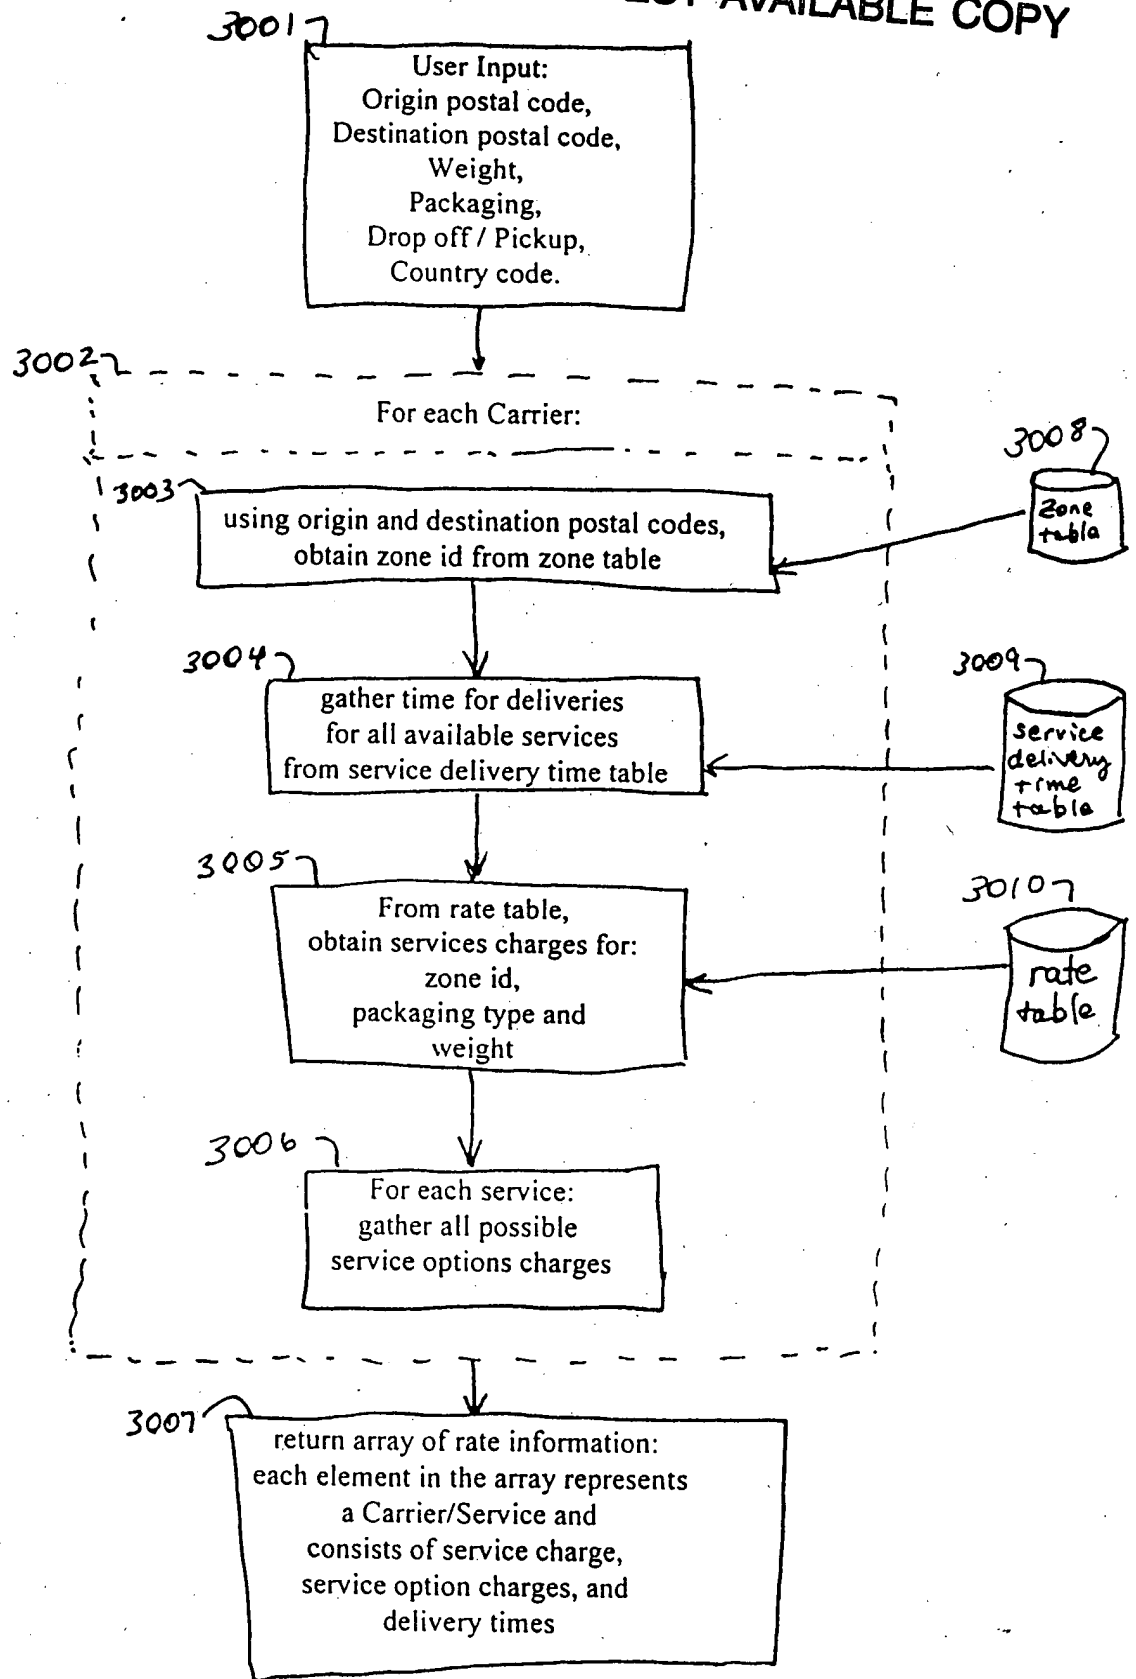 AVAILABLE COPY
3001
User Input:
Origin postal code,
Destination postal code,
Weight,
Packaging,
Drop off / Pickup,
Country code.
3002
For each Carrier:
3003
using origin and destination postal codes,
obtain zone id from zone table
3008
Zone
tabla
3004
gather time for deliveries
for all available services
from service delivery time table
3009
service
delivery
time
table
3005
From rate table,
obtain services charges for:
zone id,
packaging type and
weight
3010
rate
table
3006
For each service:
gather all possible
service options charges
3007
return array of rate information:
each element in the array represents
a Carrier/Service and
consists of service charge,
service option charges, and
delivery times